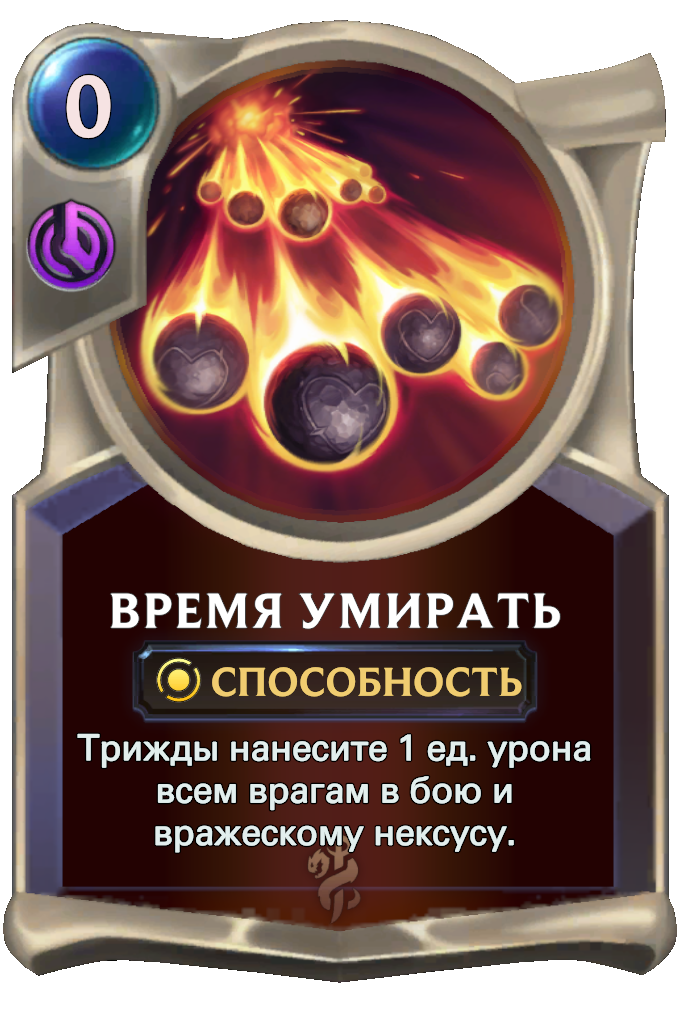 0
ВРЕМЯ УМИРАТЬ
СПОСОБНОСТЬ
Трижды нанесите 1 ед. урона
всем врагам в бою и
вражескому нексусу.